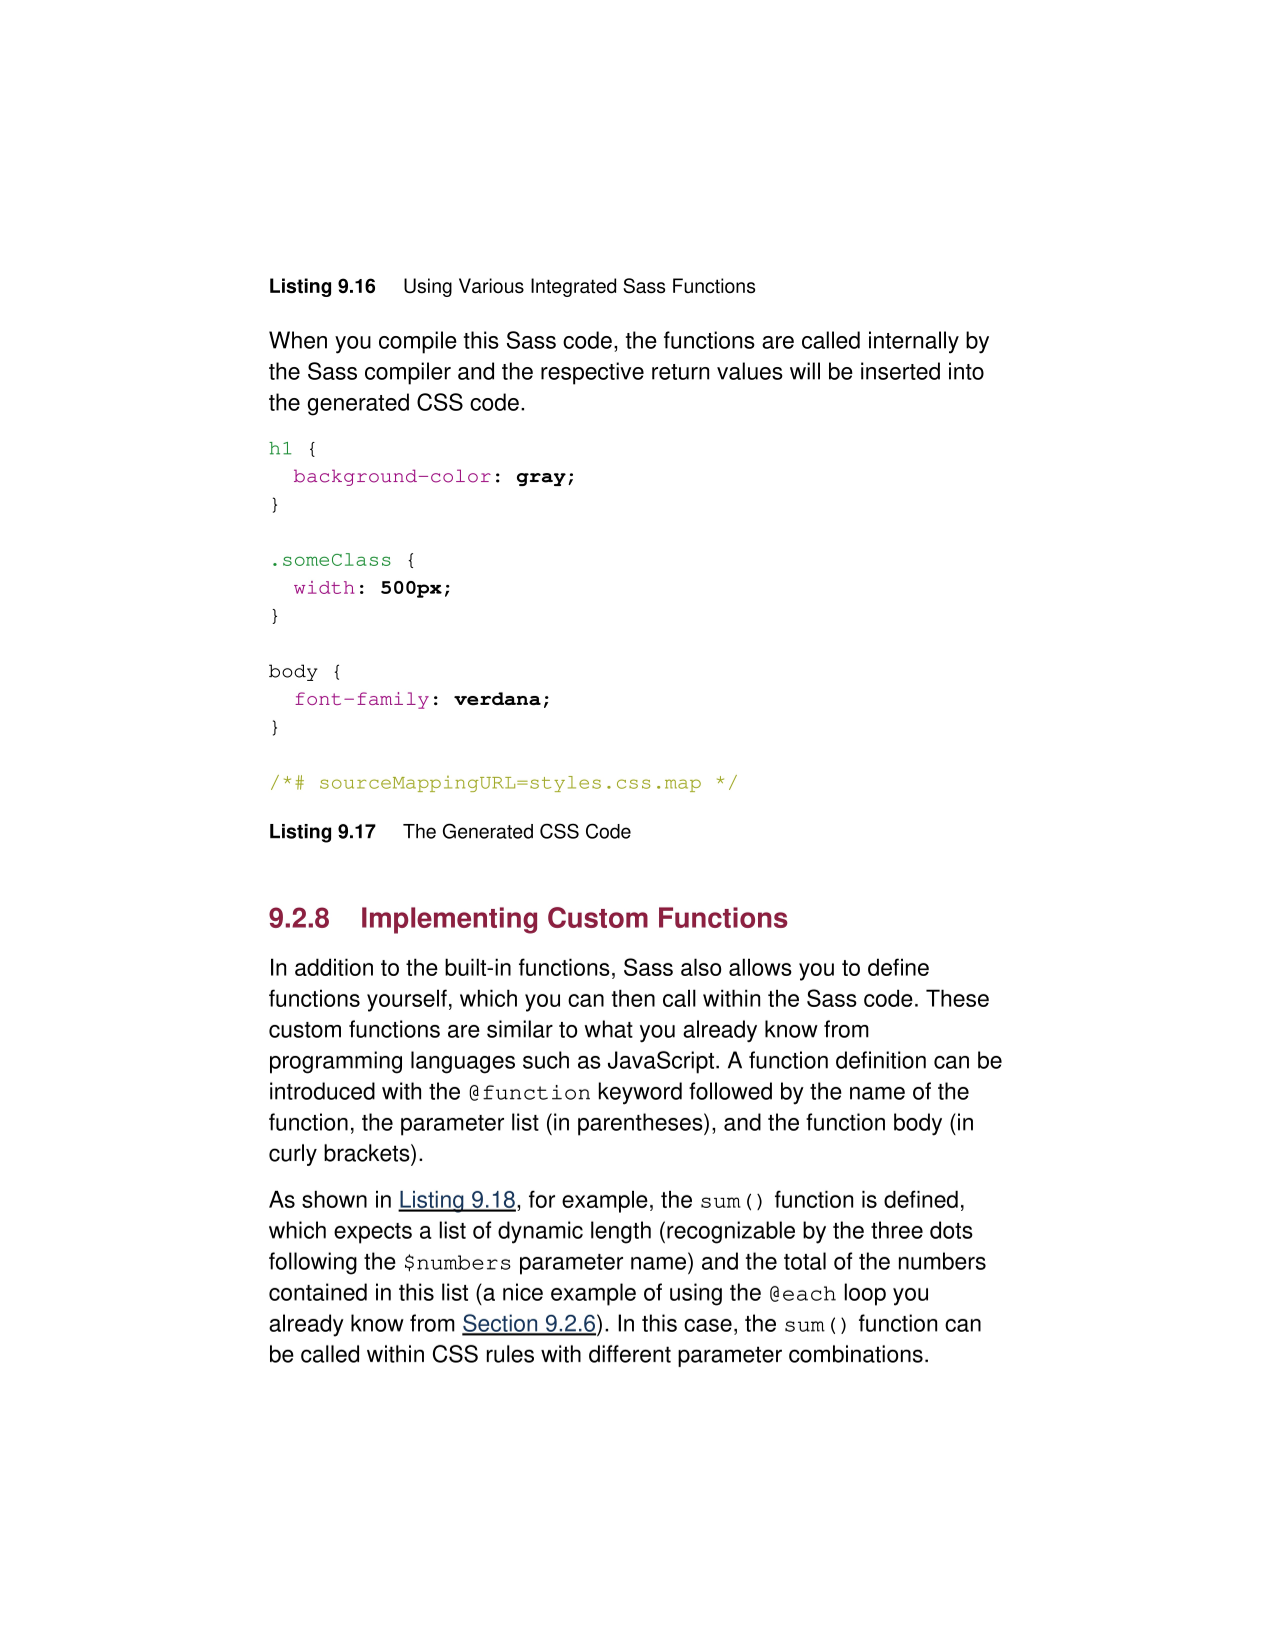 Listing 9.16 Using Various Integrated Sass Functions
When you compile this Sass code, the functions are called internally by
the Sass compiler and the respective return values will be inserted into
the generated CSS code.
h1 {
  background-color: gray;
}
.someClass {
  width: 500px;
}
body {
  font-family: verdana;
}
/*# sourceMappingURL=styles.css.map */
Listing 9.17 The Generated CSS Code
9.2.8 Implementing Custom Functions
In addition to the built-in functions, Sass also allows you to define
functions yourself, which you can then call within the Sass code. These
custom functions are similar to what you already know from
programming languages such as JavaScript. A function definition can be
introduced with the @function keyword followed by the name of the
function, the parameter list (in parentheses), and the function body (in
curly brackets).
As shown in Listing 9.18, for example, the sum() function is defined,
which expects a list of dynamic length (recognizable by the three dots
following the $numbers parameter name) and the total of the numbers
contained in this list (a nice example of using the @each loop you
already know from Section 9.2.6). In this case, the sum() function can
be called within CSS rules with different parameter combinations.